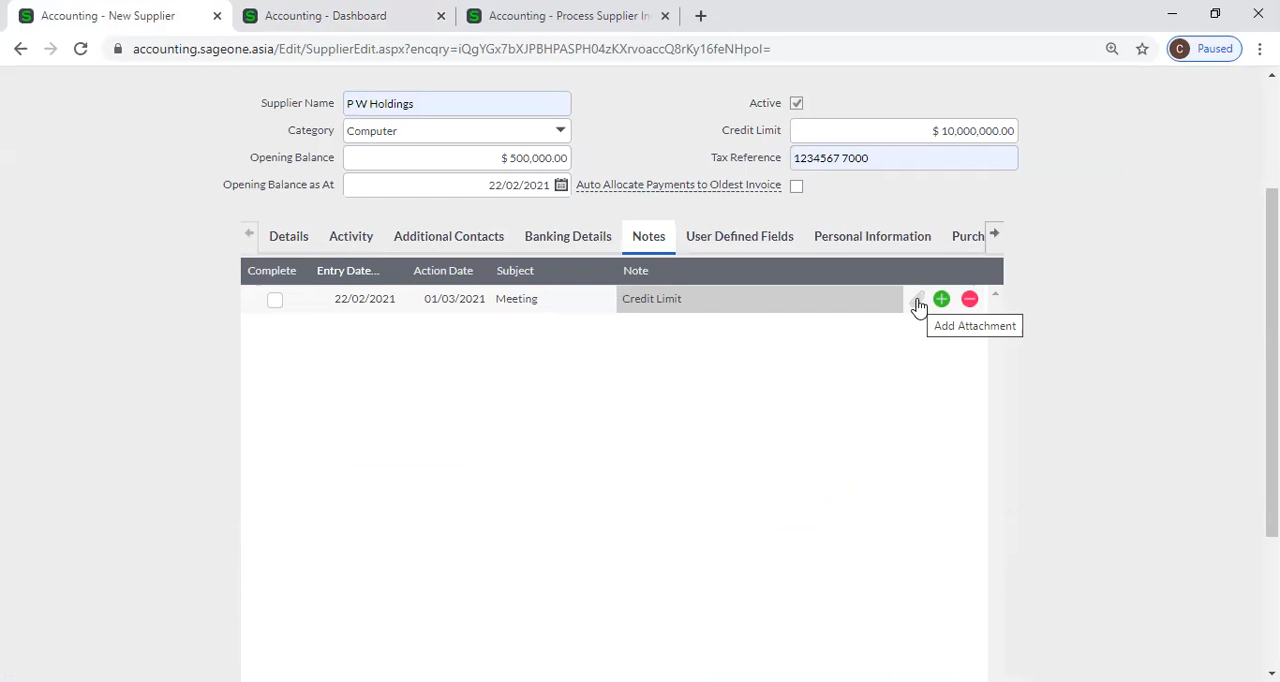 Accounting - New Supplier
Accounting - Dashboard
Accounting - Process Supplier In
accounting.sageone.asia/Edit/SupplierEdit.aspx?encqry=iQgYGx7bXJPBHPASPH04zKXrvoaccQ8rKy16feNHpoI=
C Paused
Supplier Name P W Holdings Active
Category Computer Credit Limit $ 10,000,000.00
Opening Balance $ 500,000.00 Tax Reference 1234567 7000
Opening Balance as At 22/02/2021 Auto Allocate Payments to Oldest Invoice
Details Activity Additional Contacts Banking Details Notes User Defined Fields Personal Information Purch
Complete Entry Date... Action Date Subject Note
22/02/2021 01/03/2021 Meeting Credit Limit
Add Attachment